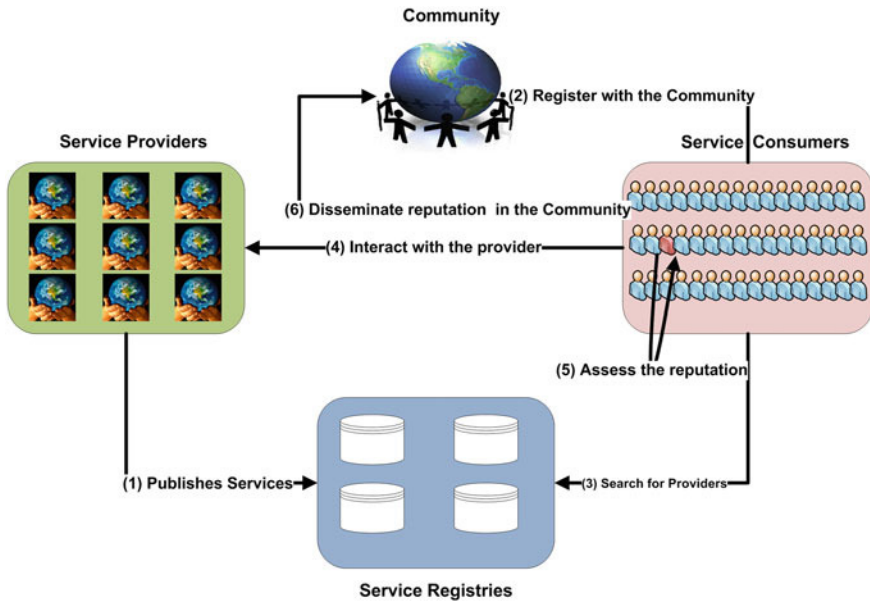 Community
(2) Register with the Community
Service Providers
Service Consumers
(6) Disseminate reputation in the Community
(4) Interact with the provider
(5) Assess the reputation
(1) Publishes Services
(3) Search for Providers
Service Registries